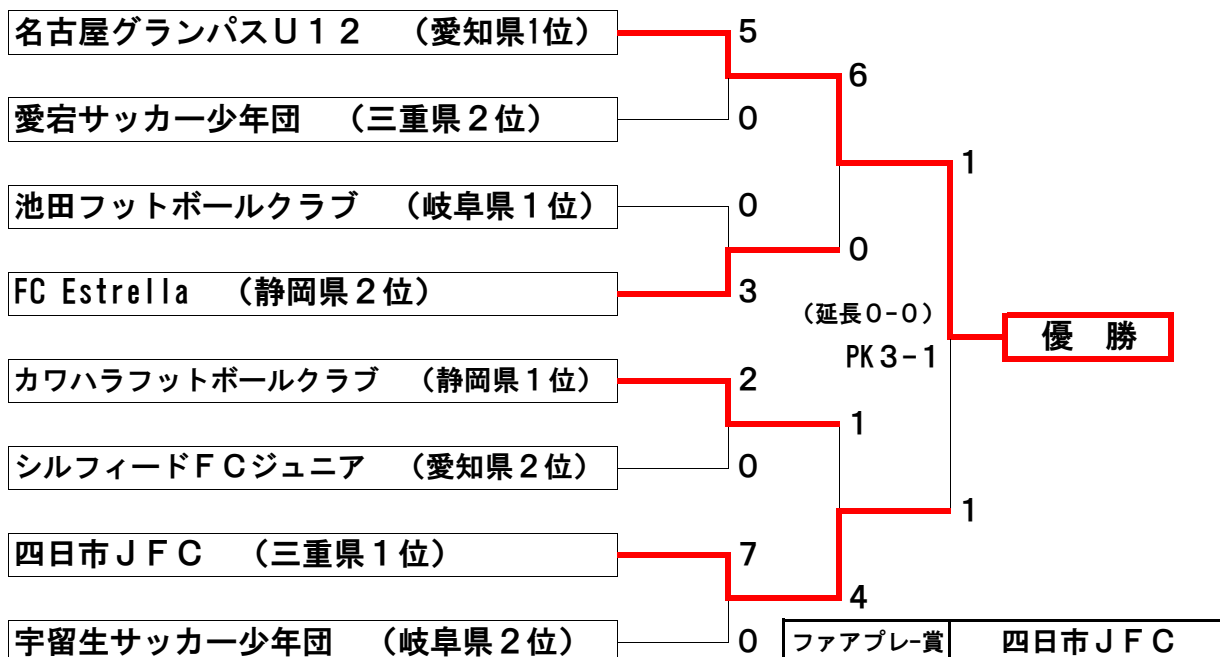 名古屋グランパスＵ１２　（愛知県1位）
5
6
愛宕サッカー少年団　（三重県２位）
0
1
池田フットボールクラブ　（岐阜県１位）
0
0
FC Estrella　（静岡県２位）
3
（延長０-０）
優　勝
PK３-１
カワハラフットボールクラブ　（静岡県１位）
2
1
シルフィードＦＣジュニア　（愛知県２位）
0
1
四日市ＪＦＣ　（三重県１位）
7
4
宇留生サッカー少年団　（岐阜県２位）
0
ファアプレー賞
四日市ＪＦＣ